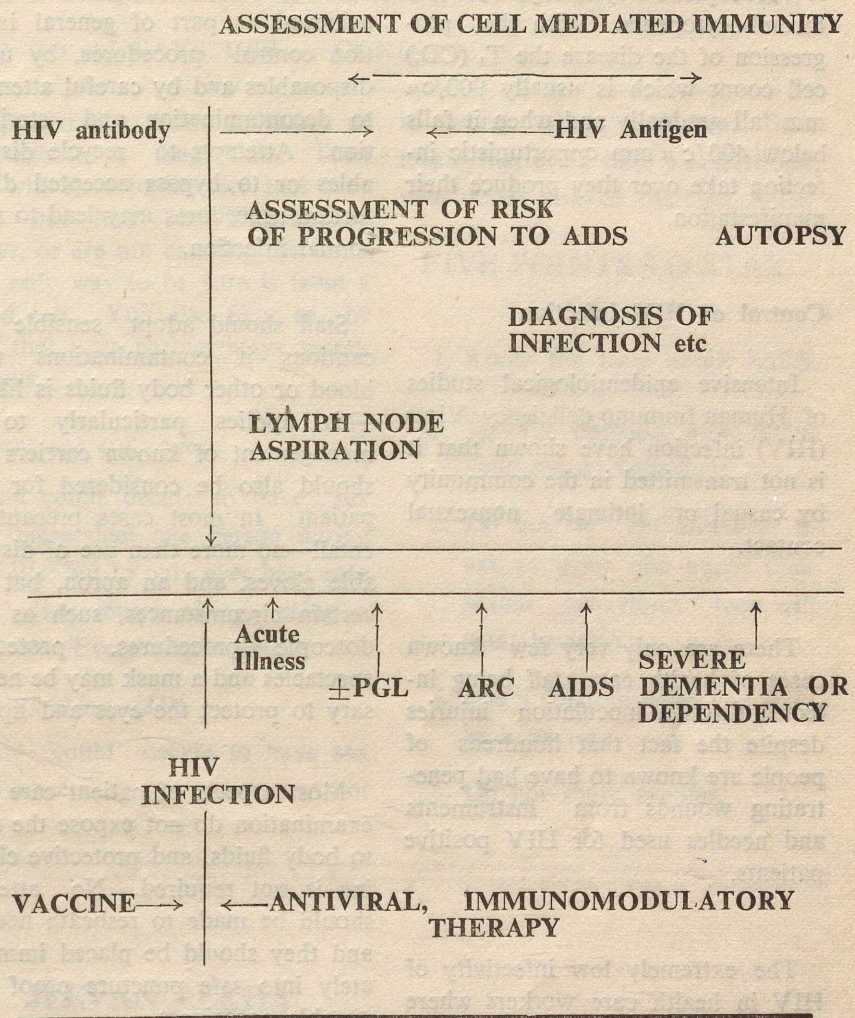 ASSESSMENT OF CELL MEDIATED IMMUNITY
HIV antibody HIV Antigen
ASSESSMENT OF RISK
OF PROGRESSION TO AIDS AUTOPSY
DIAGNOSIS OF
INFECTION etc
LYMPH NODE
ASPIRATION
Acute
Illness
±PGL ARC AIDS SEVERE
DEMENTIA OR
DEPENDENCY
HIV
INFECTION
VACCINE ANTIVIRAL, IMMUNOMODULATORY
THERAPY